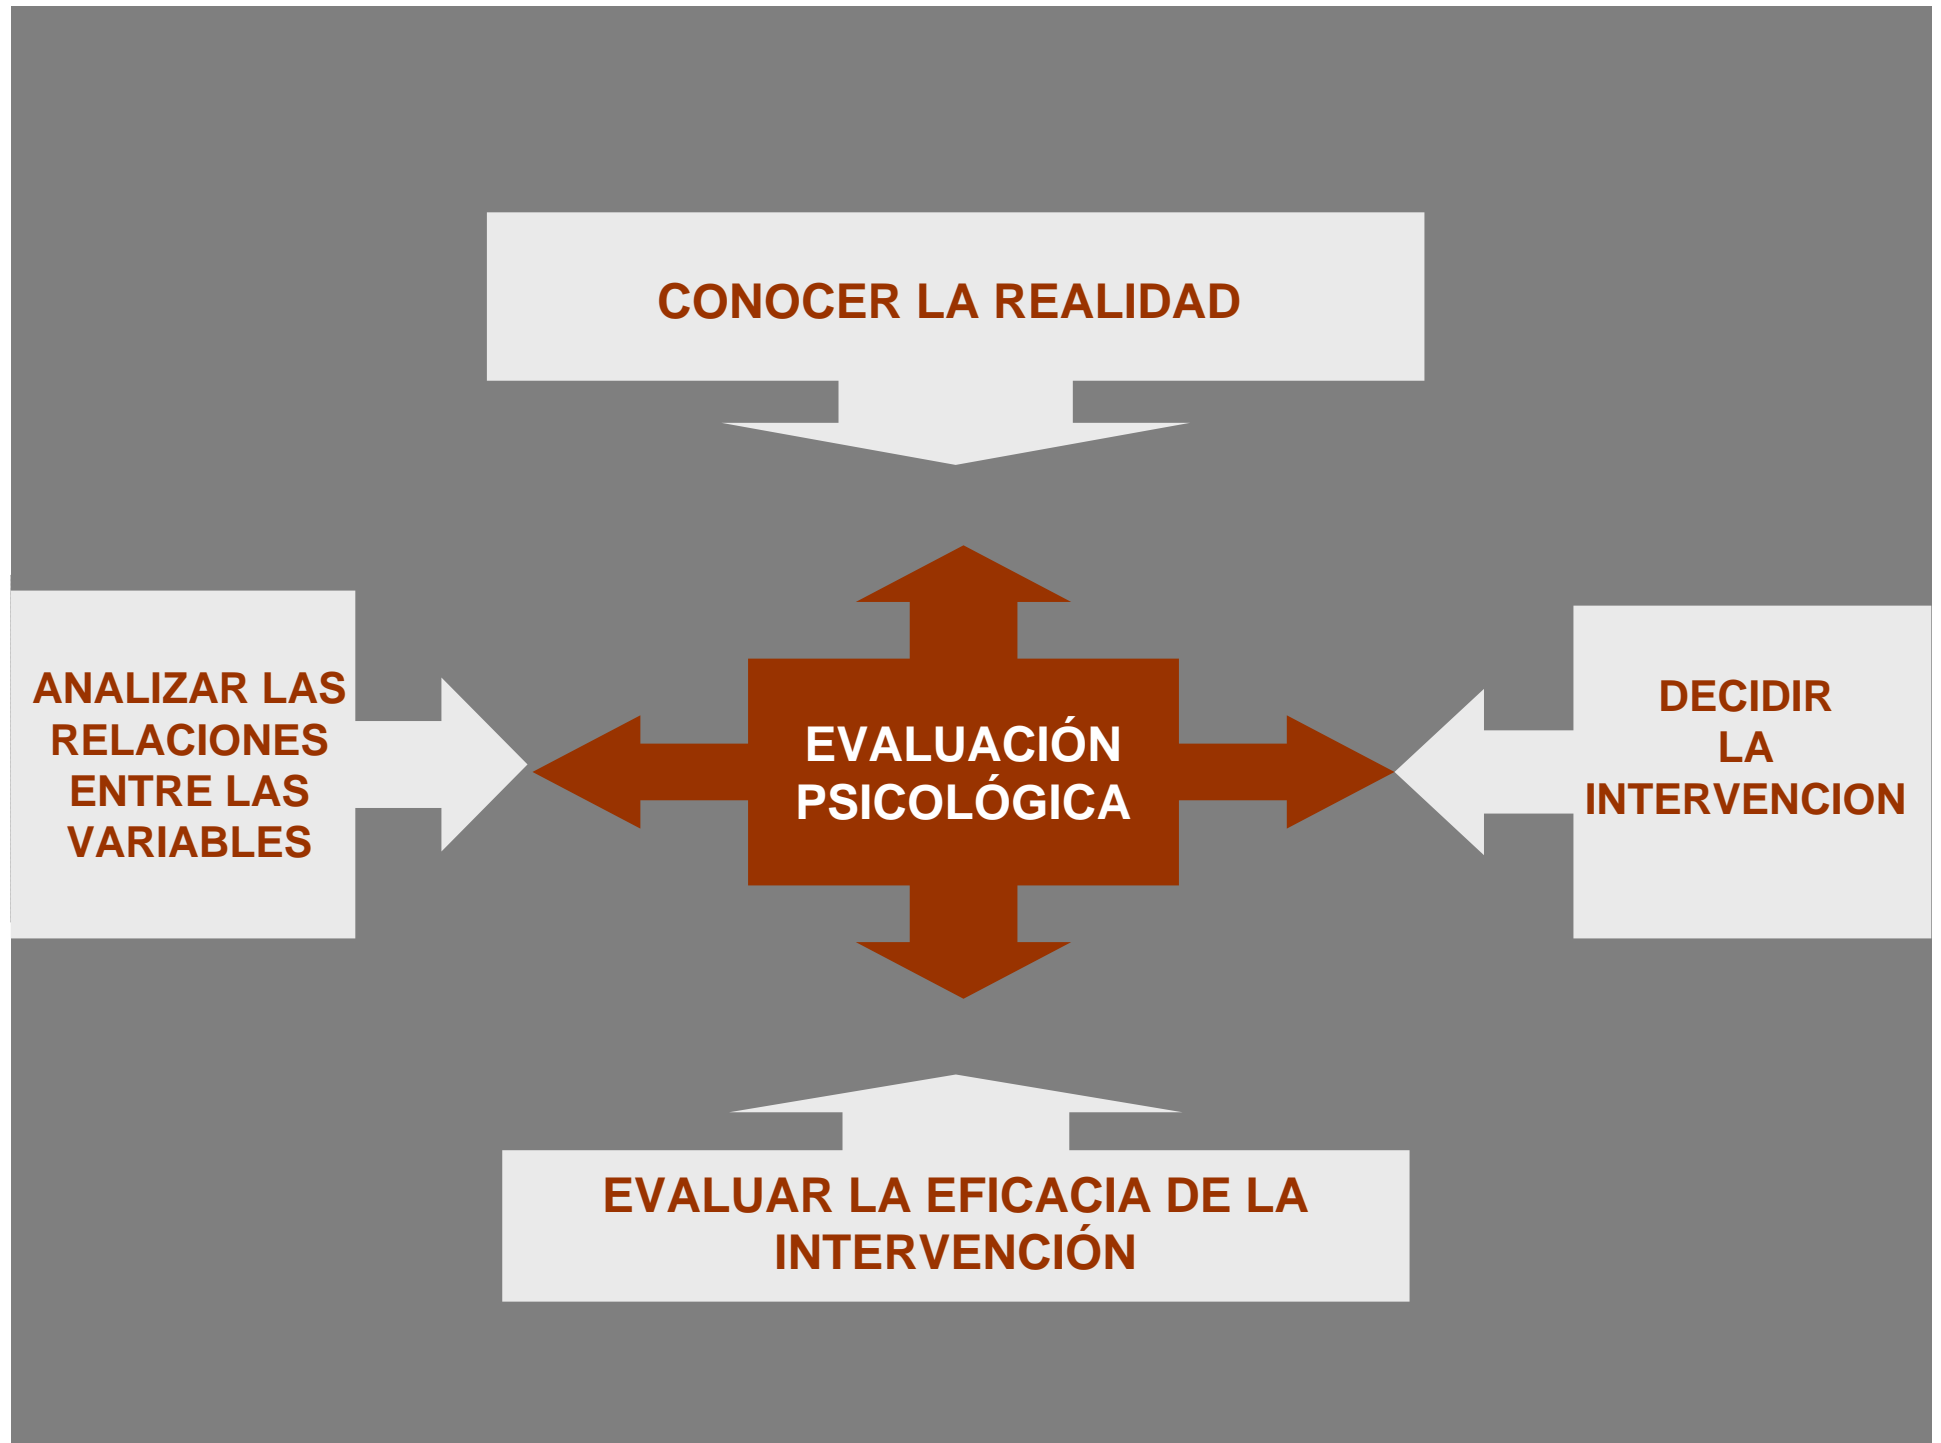 CONOCER LA REALIDAD
ANALIZAR LAS
RELACIONES
ENTRE LAS
VARIABLES
EVALUACIÓN
PSICOLÓGICA
DECIDIR
LA
INTERVENCION
EVALUAR LA EFICACIA DE LA
INTERVENCIÓN